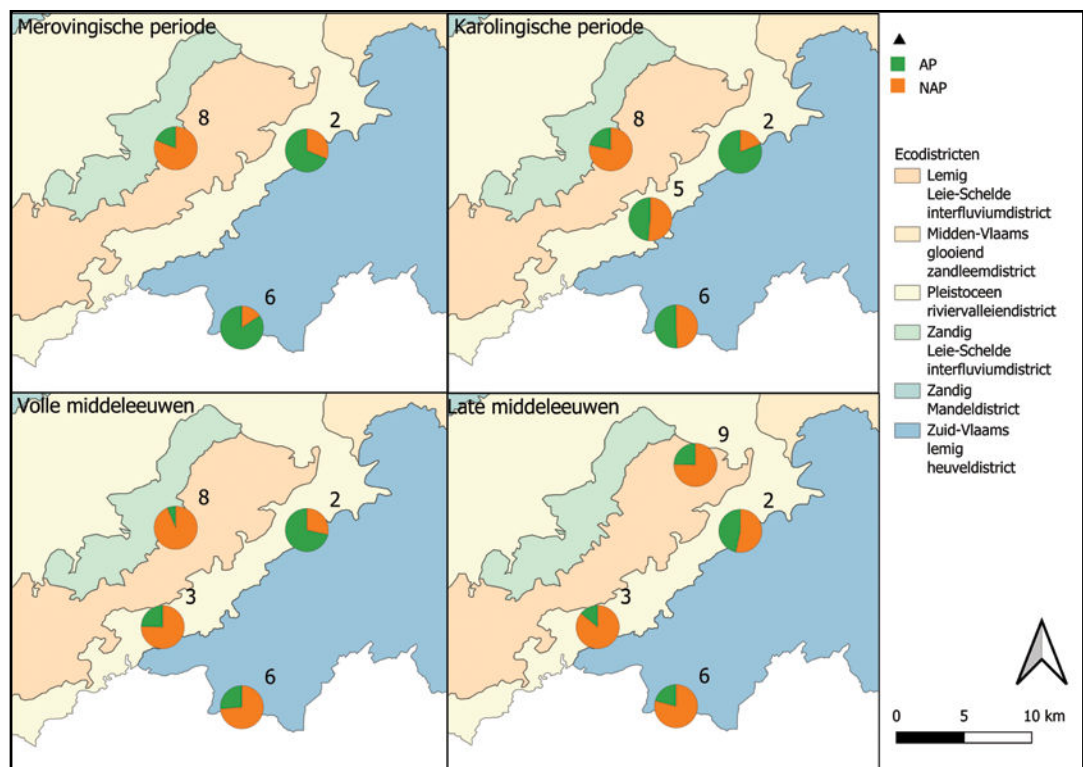 Merovingische periode
8
2
6
Karolingische periode
8
2
5
6
Volle middeleeuwen
8
2
3
6
Late middeleeuwen
9
2
3
6
AP
NAP
Ecodistricten
Lemig
Leie-Schelde
interfluviumdistrict
Midden-Vlaams
glooiend
zandleemdistrict
Pleistoceen
riviervalleiendistrict
Zandig
Leie-Schelde
interfluviumdistrict
Zandig
Mandeldistrict
Zuid-Vlaams
lemig
heuveldistrict
0 5 10 km